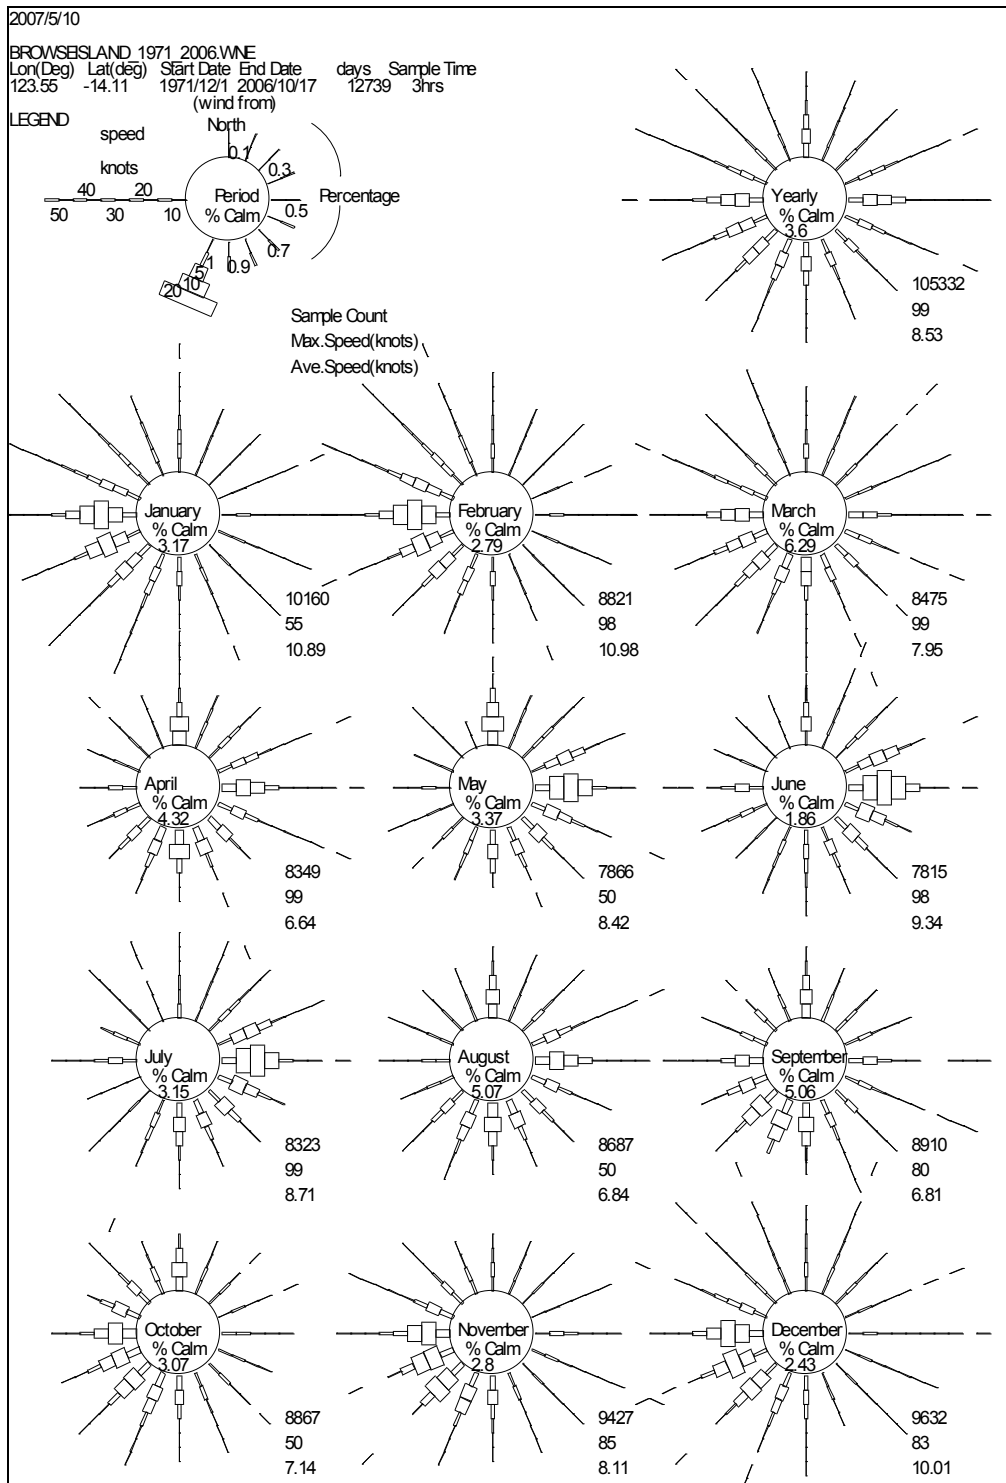 2007/5/10
BROWSEISLAND_1971_2006.WNE
Lon(Deg) Lat(deg) Start Date End Date days Sample Time
123.55 -14.11 1971/12/1 2006/10/17 12739 3hrs
(wind from)
LEGEND
North
speed
knots
40 20
50 30 10
0.1
0.3
0.5
0.7
0.9
1
5
10
20
Period
% Calm
Percentage
Sample Count
Max.Speed(knots)
Ave.Speed(knots)
Yearly
% Calm
3.6
105332
99
8.53
January
% Calm
3.17
10160
55
10.89
February
% Calm
2.79
8821
98
10.98
March
% Calm
6.29
8475
99
7.95
April
% Calm
4.32
8349
99
6.64
May
% Calm
3.37
7866
50
8.42
June
% Calm
1.86
7815
98
9.34
July
% Calm
3.15
8323
99
8.71
August
% Calm
5.07
8687
50
6.84
September
% Calm
5.06
8910
80
6.81
October
% Calm
3.07
8867
50
7.14
November
% Calm
2.8
9427
85
8.11
December
% Calm
2.43
9632
83
10.01